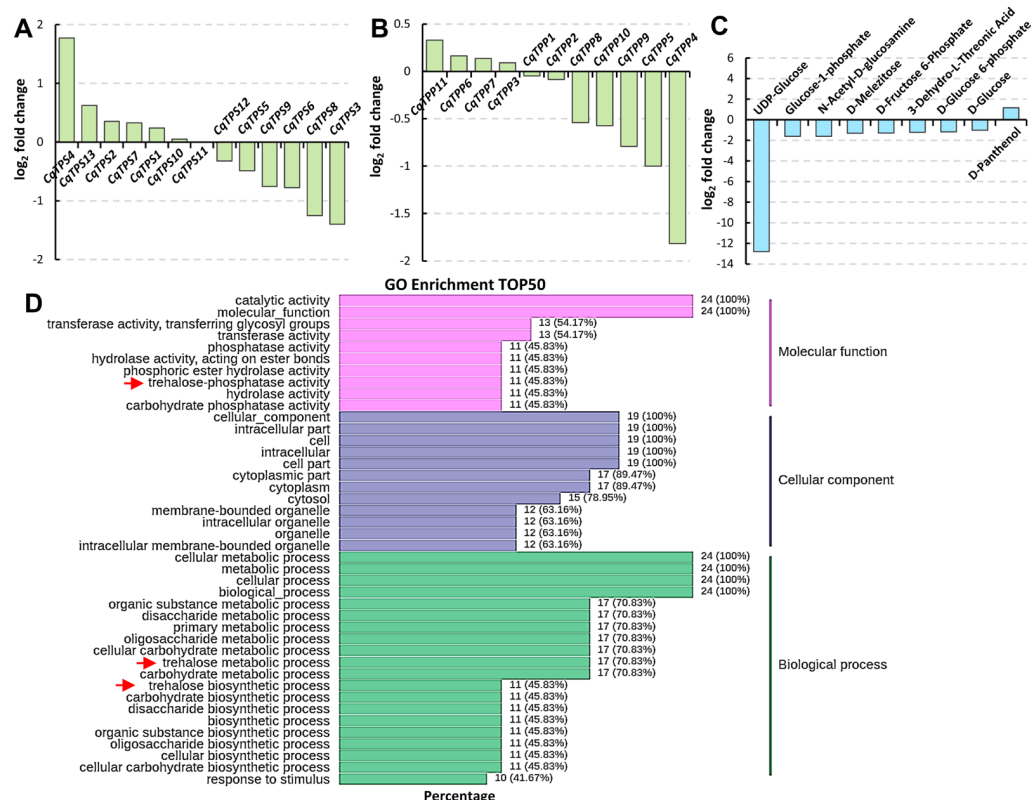 A
2
1
0
-1
-2
log2 fold change
CqTPS4
CqTPS13
CqTPS2
CqTPS7
CqTPS1
CqTPS10
CqTPS11
CqTPS12
CqTPS5
CqTPS9
CqTPS6
CqTPS8
CqTPS3
B
0.5
0
-0.5
-1
-1.5
-2
log2 fold change
CqTPP11
CqTPP6
CqTPP7
CqTPP3
CqTPP1
CqTPP2
CqTPP8
CqTPP10
CqTPP9
CqTPP5
CqTPP4
C
6
4
2
0
-2
-4
-6
-8
-10
-12
-14
log2 fold change
UDP-Glucose
Glucose-1-phosphate
N-Acetyl-D-glucosamine
D-Melezitose
D-Fructose 6-Phosphate
3-Dehydro-L-Threonic Acid
D-Glucose 6-phosphate
D-Glucose
D-Panthenol
D
GO Enrichment TOP50
catalytic activity 24 (100%)
molecular_function 24 (100%)
transferase activity, transferring glycosyl groups 13 (54.17%)
transferase activity 13 (54.17%)
phosphatase activity 11 (45.83%)
hydrolase activity, acting on ester bonds 11 (45.83%)
phosphoric ester hydrolase activity 11 (45.83%)
trehalose-phosphatase activity 11 (45.83%)
hydrolase activity 11 (45.83%)
carbohydrate phosphatase activity 11 (45.83%)
Molecular function
cellular_component 19 (100%)
intracellular part 19 (100%)
cell 19 (100%)
intracellular 19 (100%)
cell part 19 (100%)
cytoplasmic part 17 (89.47%)
cytoplasm 17 (89.47%)
cytosol 15 (78.95%)
membrane-bounded organelle 12 (63.16%)
intracellular organelle 12 (63.16%)
organelle 12 (63.16%)
intracellular membrane-bounded organelle 12 (63.16%)
Cellular component
cellular metabolic process 24 (100%)
metabolic process 24 (100%)
cellular process 24 (100%)
biological_process 24 (100%)
organic substance metabolic process 17 (70.83%)
disaccharide metabolic process 17 (70.83%)
primary metabolic process 17 (70.83%)
oligosaccharide metabolic process 17 (70.83%)
cellular carbohydrate metabolic process 17 (70.83%)
trehalose metabolic process 17 (70.83%)
carbohydrate metabolic process 17 (70.83%)
trehalose biosynthetic process 11 (45.83%)
carbohydrate biosynthetic process 11 (45.83%)
disaccharide biosynthetic process 11 (45.83%)
biosynthetic process 11 (45.83%)
organic substance biosynthetic process 11 (45.83%)
oligosaccharide biosynthetic process 11 (45.83%)
cellular biosynthetic process 11 (45.83%)
cellular carbohydrate biosynthetic process 11 (45.83%)
response to stimulus 10 (41.67%)
Biological process
Percentage